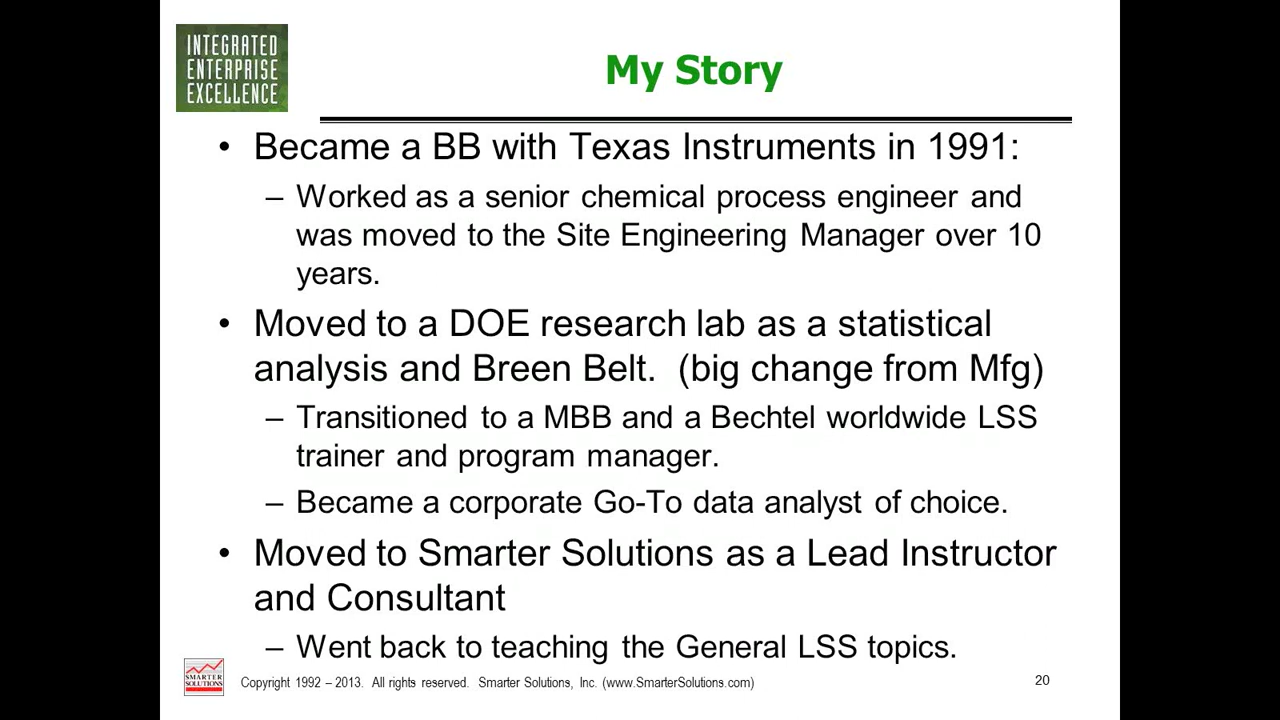 INTEGRATED
ENTERPRISE
EXCELLENCE
My Story
• Became a BB with Texas Instruments in 1991:
– Worked as a senior chemical process engineer and
was moved to the Site Engineering Manager over 10
years.
• Moved to a DOE research lab as a statistical
analysis and Breen Belt.  (big change from Mfg)
– Transitioned to a MBB and a Bechtel worldwide LSS
trainer and program manager.
– Became a corporate Go-To data analyst of choice.
• Moved to Smarter Solutions as a Lead Instructor
and Consultant
– Went back to teaching the General LSS topics.
SMARTER
SOLUTIONS
Copyright 1992 – 2013.  All rights reserved.  Smarter Solutions, Inc. (www.SmarterSolutions.com)
20